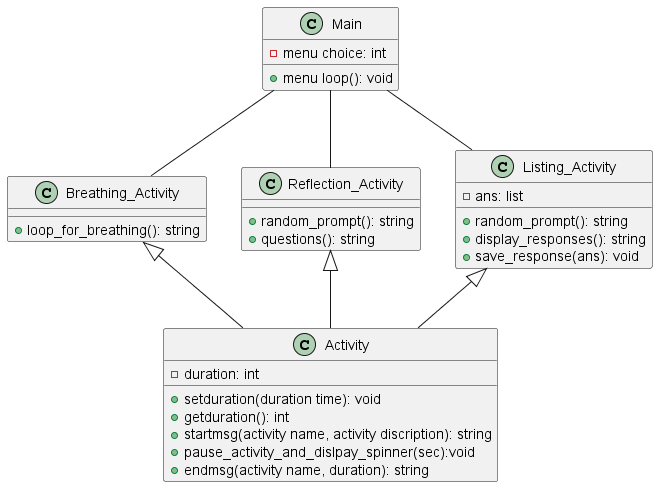 C Main
menu choice: int
menu loop(): void
C Breathing_Activity
loop_for_breathing(): string
C Reflection_Activity
random_prompt(): string
questions(): string
C Listing_Activity
ans: list
random_prompt(): string
display_responses(): string
save_response(ans): void
C Activity
duration: int
setduration(duration time): void
getduration(): int
startmsg(activity name, activity discription): string
pause_activity_and_dislpay_spinner(sec):void
endmsg(activity name, duration): string